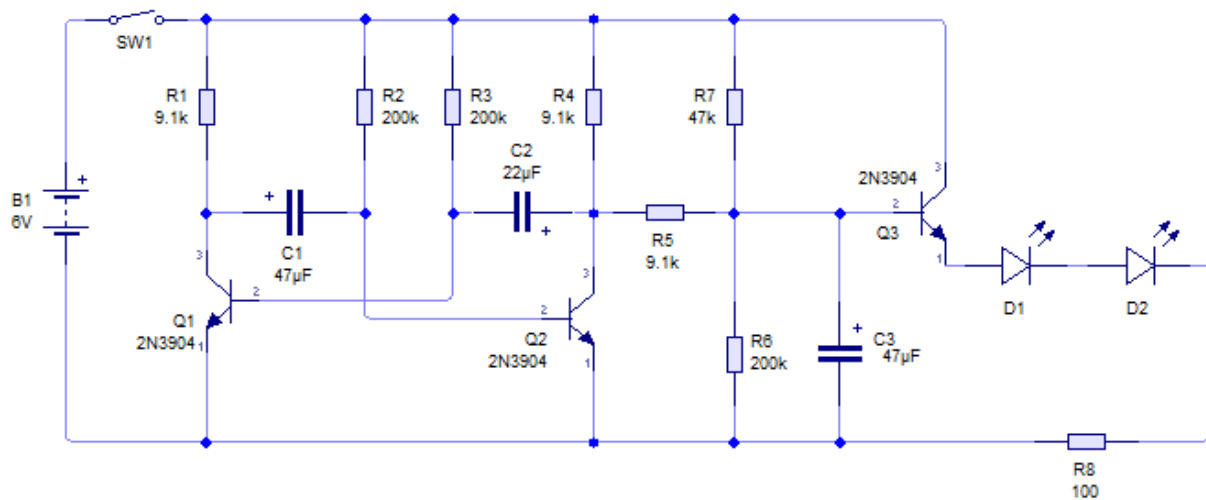 SW1
B1
6V
+
R1
9.1k
R2
200k
R3
200k
R4
9.1k
R7
47k
+
C1
47µF
C2
22µF
+
R5
9.1k
2N3904
3
2
Q3
1
D1
D2
3
2
Q1
2N3904
1
3
2
Q2
2N3904
1
R6
200k
+
C3
47µF
R8
100